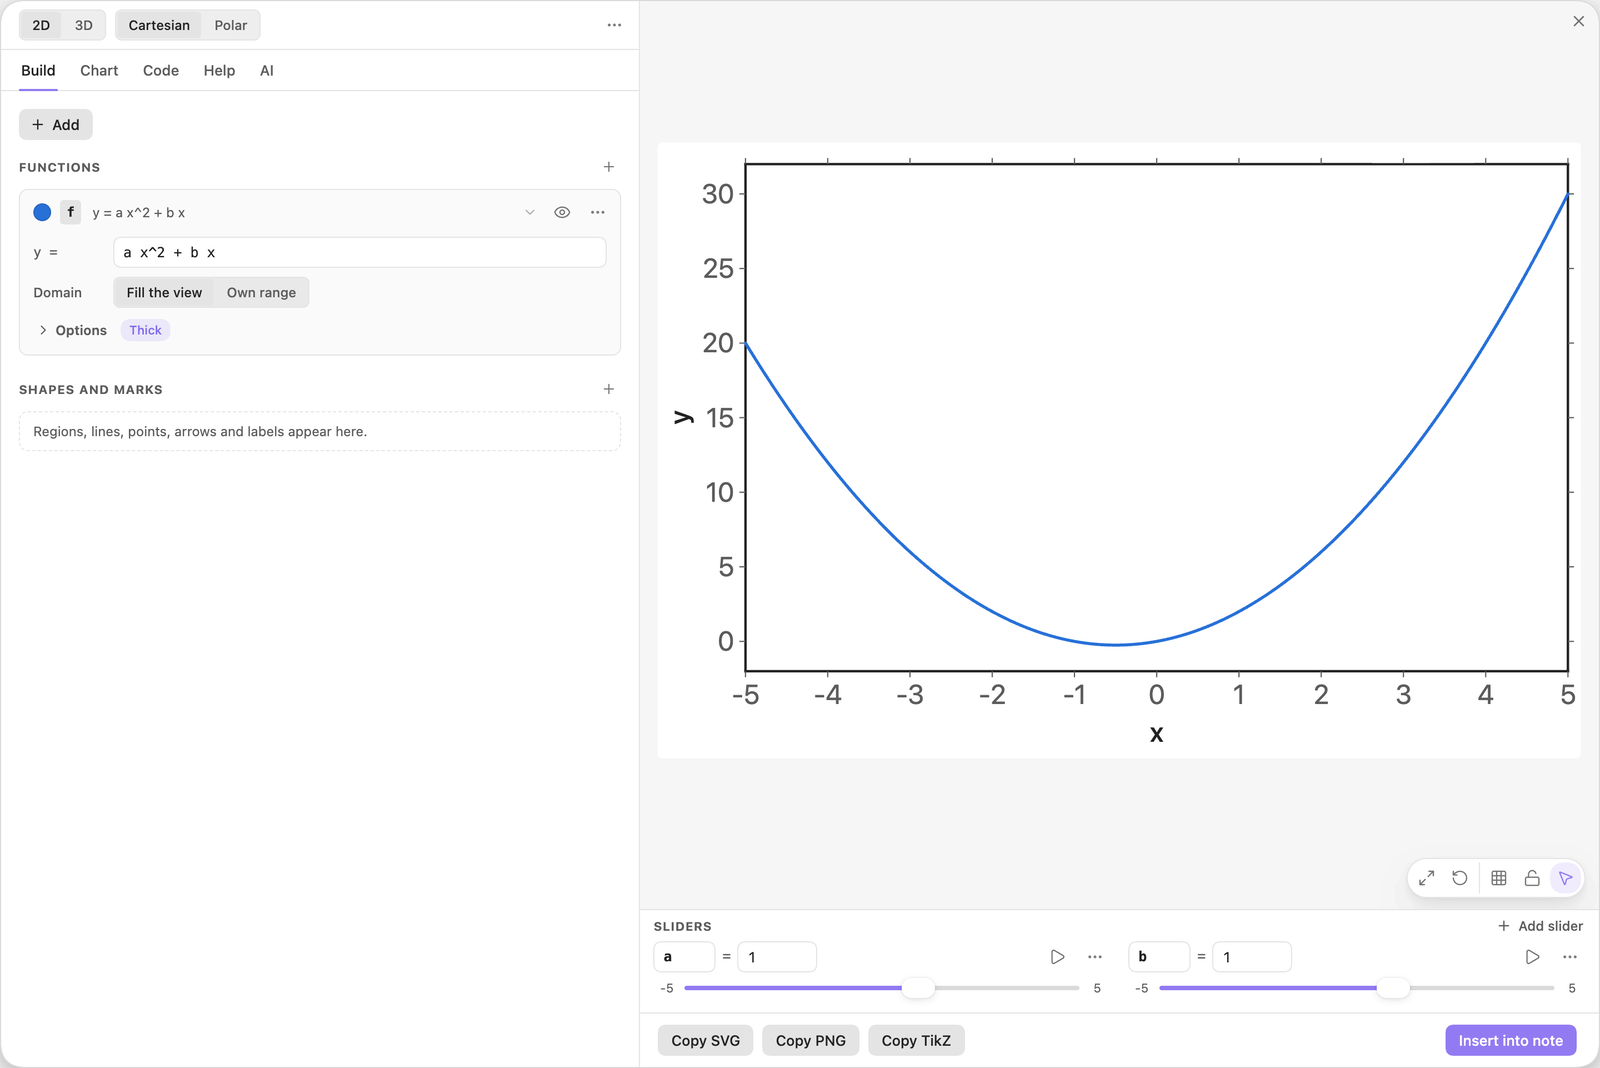 2D 3D Cartesian Polar
Build Chart Code Help AI
+ Add
FUNCTIONS
f y = a x^2 + b x
y = a x^2 + b x
Domain Fill the view Own range
Options Thick
SHAPES AND MARKS
Regions, lines, points, arrows and labels appear here.
30
25
20
15
10
5
0
y
-5 -4 -3 -2 -1 0 1 2 3 4 5
x
SLIDERS + Add slider
a = 1 b = 1
-5 5 -5 5
Copy SVG Copy PNG Copy TikZ Insert into note